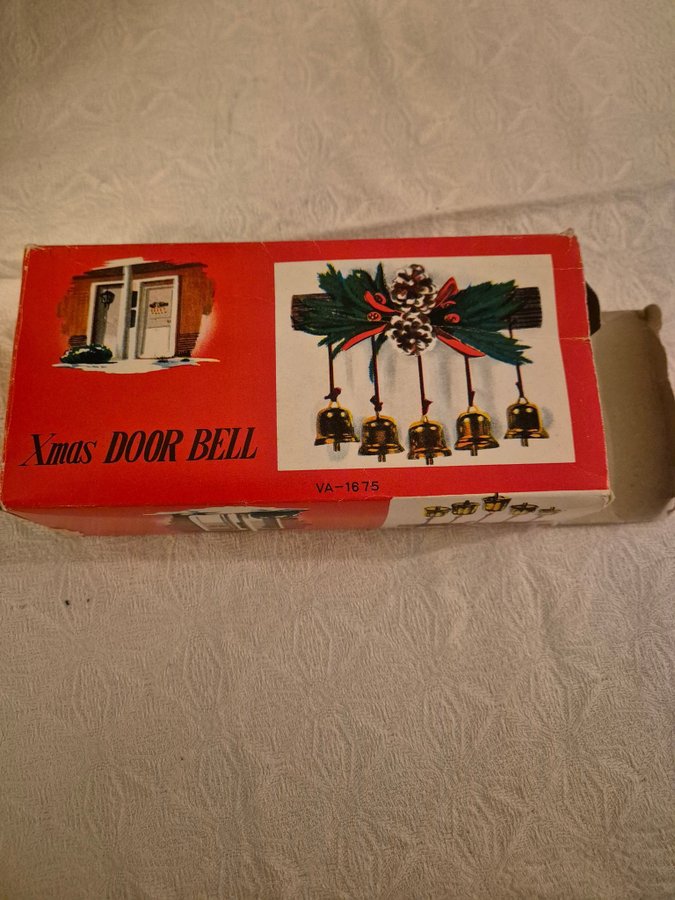 Xmas DOOR BELL
VA-1675